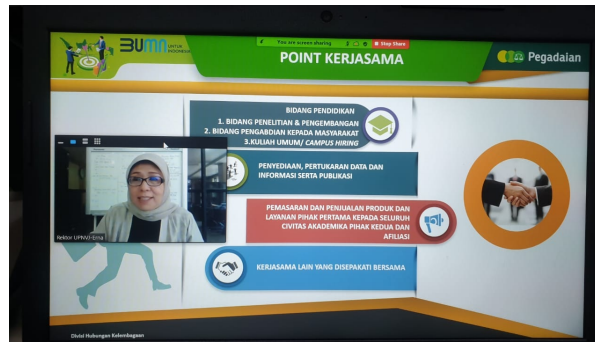 BUMN UNTUK
INDONESIA
You are screen sharing
Stop Share
POINT KERJASAMA
Pegadaian
BIDANG PENDIDIKAN
1. BIDANG PENELITIAN & PENGEMBANGAN
2. BIDANG PENGABDIAN KEPADA MASYARAKAT
3.KULIAH UMUM/ CAMPUS HIRING
PENYEDIAAN, PERTUKARAN DATA DAN
INFORMASI SERTA PUBLIKASI
PEMASARAN DAN PENJUALAN PRODUK DAN
LAYANAN PIHAK PERTAMA KEPADA SELURUH
CIVITAS AKADEMIKA PIHAK KEDUA DAN
AFILIASI
KERJASAMA LAIN YANG DISEPAKATI BERSAMA
Rektor UPNVJ-Erna
Divisi Hubungan Kelembagaan